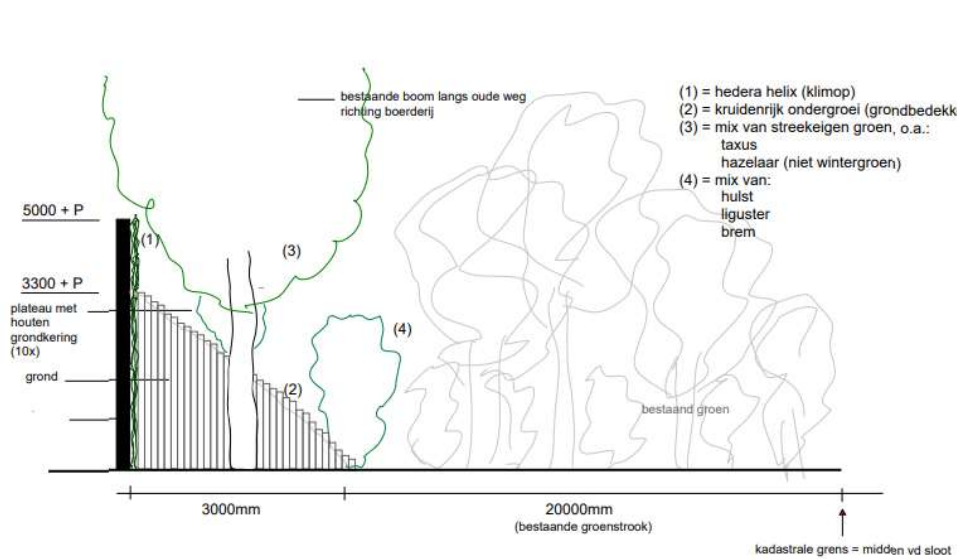 bestaande boom langs oude weg
richting boerderij
(1) = hedera helix (klimop)
(2) = kruidenrijk ondergroei (grondbedekk
(3) = mix van streekeigen groen, o.a.:
taxus
hazelaar (niet wintergroen)
(4) = mix van:
hulst
liguster
brem
5000 + P
(1)
(3)
3300 + P
plateau met
houten
grondkering
(10x)
(4)
grond
(2)
bestaand groen
3000mm
20000mm
(bestaande groenstrook)
kadastrale grens = midden vd sloot